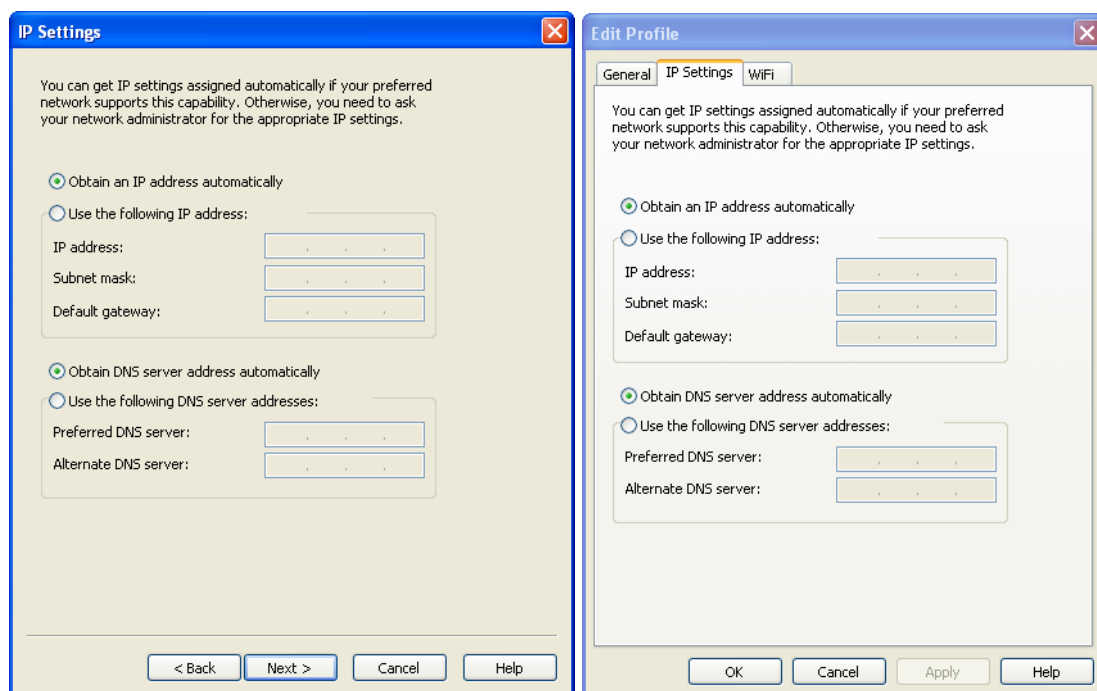 IP Settings
You can get IP settings assigned automatically if your preferred
network supports this capability. Otherwise, you need to ask
your network administrator for the appropriate IP settings.
Obtain an IP address automatically
Use the following IP address:
IP address:
Subnet mask:
Default gateway:
Obtain DNS server address automatically
Use the following DNS server addresses:
Preferred DNS server:
Alternate DNS server:
< Back
Next >
Cancel
Help
Edit Profile
General
IP Settings
WiFi
You can get IP settings assigned automatically if your preferred
network supports this capability. Otherwise, you need to ask
your network administrator for the appropriate IP settings.
Obtain an IP address automatically
Use the following IP address:
IP address:
Subnet mask:
Default gateway:
Obtain DNS server address automatically
Use the following DNS server addresses:
Preferred DNS server:
Alternate DNS server:
OK
Cancel
Apply
Help